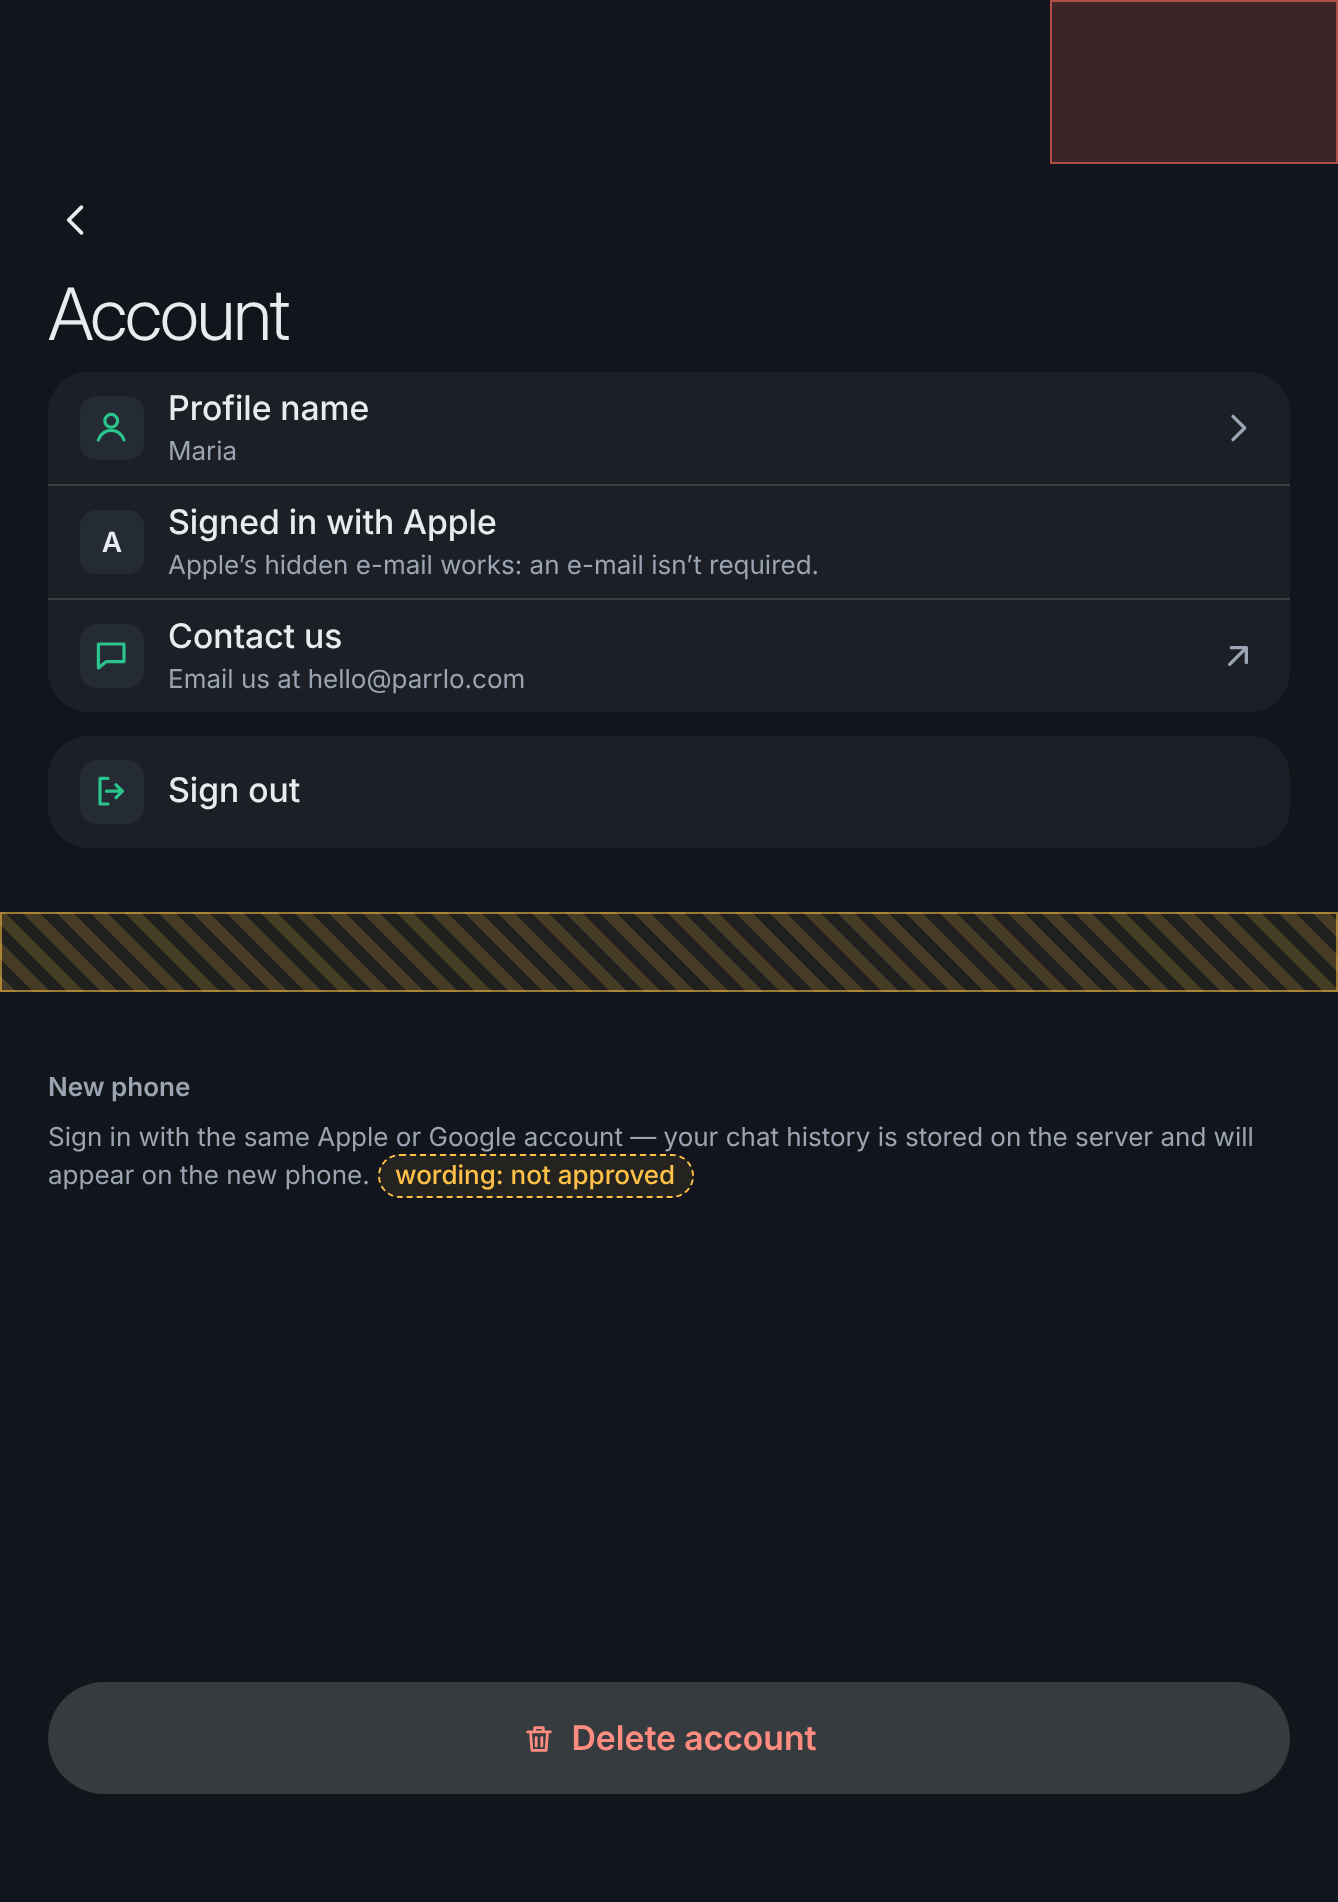 Account
Profile name
Maria
A
Signed in with Apple
Apple’s hidden e-mail works: an e-mail isn’t required.
Contact us
Email us at hello@parrlo.com
Sign out
New phone
Sign in with the same Apple or Google account — your chat history is stored on the server and will
appear on the new phone. wording: not approved
Delete account